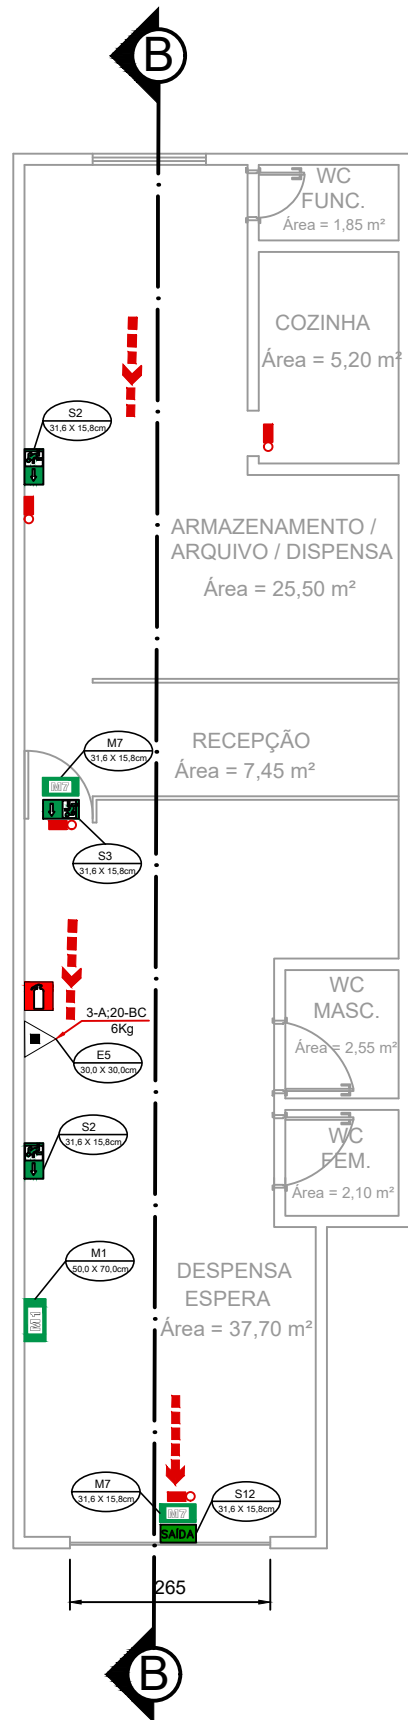 B
WC
FUNC.
Área = 1,85 m²
COZINHA
Área = 5,20 m²
S2
31,6 X 15,8cm
ARMAZENAMENTO /
ARQUIVO / DISPENSA
Área = 25,50 m²
RECEPÇÃO
Área = 7,45 m²
M7
31,6 X 15,8cm
M7
S3
31,6 X 15,8cm
WC
MASC.
Área = 2,55 m²
3-A;20-BC
6Kg
E5
30,0 X 30,0cm
S2
31,6 X 15,8cm
WC
FEM.
Área = 2,10 m²
M1
50,0 X 70,0cm
M1
DESPENSA
ESPERA
Área = 37,70 m²
M7
31,6 X 15,8cm
S12
31,6 X 15,8cm
M7
SAÍDA
265
B